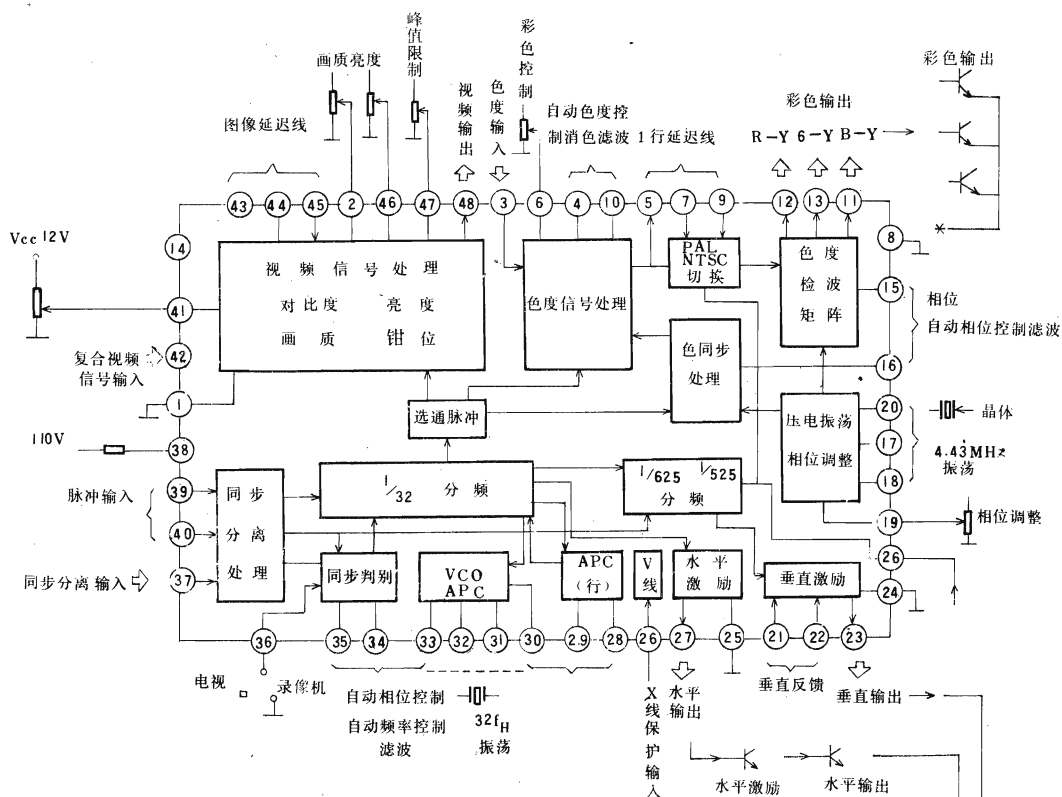 峰值限制
彩色控制
画质亮度
视频输出
色度输入
彩色输出
图像延迟线
自动色度控
制消色滤波 1行延迟线
彩色输出
R-Y 6-Y B-Y
43 44 45 2 46 47 48 3 6 4 10 5 7 9 12 13 11
Vcc 12V
14
8
视频信号处理
对比度 亮度
画质 钳位
色度信号处理
PAL
NTSC
切换
色度
检波
矩阵
15
相位
自动相位控制滤波
41
42
复合视频
信号输入
色同步
处理
16
1
选通脉冲
压电振荡
相位调整
20
晶体
17
4.43MHz
振荡
18
110V
38
脉冲输入
39
同步
分离
处理
1/32 分频
1/625 1/525
分频
19
相位调整
40
26
同步分离输入
37
同步判别
VCO
APC
APC
(行)
V线
水平
激励
垂直激励
24
36 35 34 33 32 31 30 2.9 28 26 27 25 21 22 23
电视
录像机
自动相位控制
自动频率控制
滤波
32fH
振荡
X线保护输入
水平
输出
垂直反馈
垂直输出
水平激励
水平输出
*